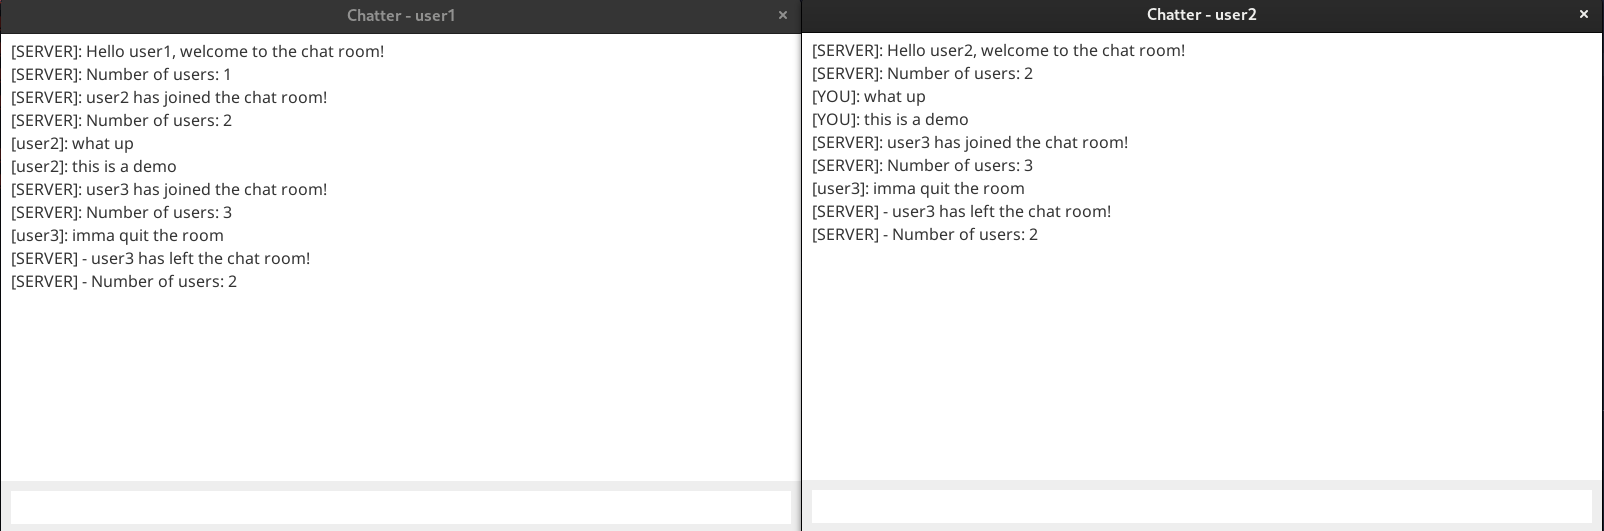 Chatter - user1 ×
[SERVER]: Hello user1, welcome to the chat room!
[SERVER]: Number of users: 1
[SERVER]: user2 has joined the chat room!
[SERVER]: Number of users: 2
[user2]: what up
[user2]: this is a demo
[SERVER]: user3 has joined the chat room!
[SERVER]: Number of users: 3
[user3]: imma quit the room
[SERVER] - user3 has left the chat room!
[SERVER] - Number of users: 2
Chatter - user2 ×
[SERVER]: Hello user2, welcome to the chat room!
[SERVER]: Number of users: 2
[YOU]: what up
[YOU]: this is a demo
[SERVER]: user3 has joined the chat room!
[SERVER]: Number of users: 3
[user3]: imma quit the room
[SERVER] - user3 has left the chat room!
[SERVER] - Number of users: 2